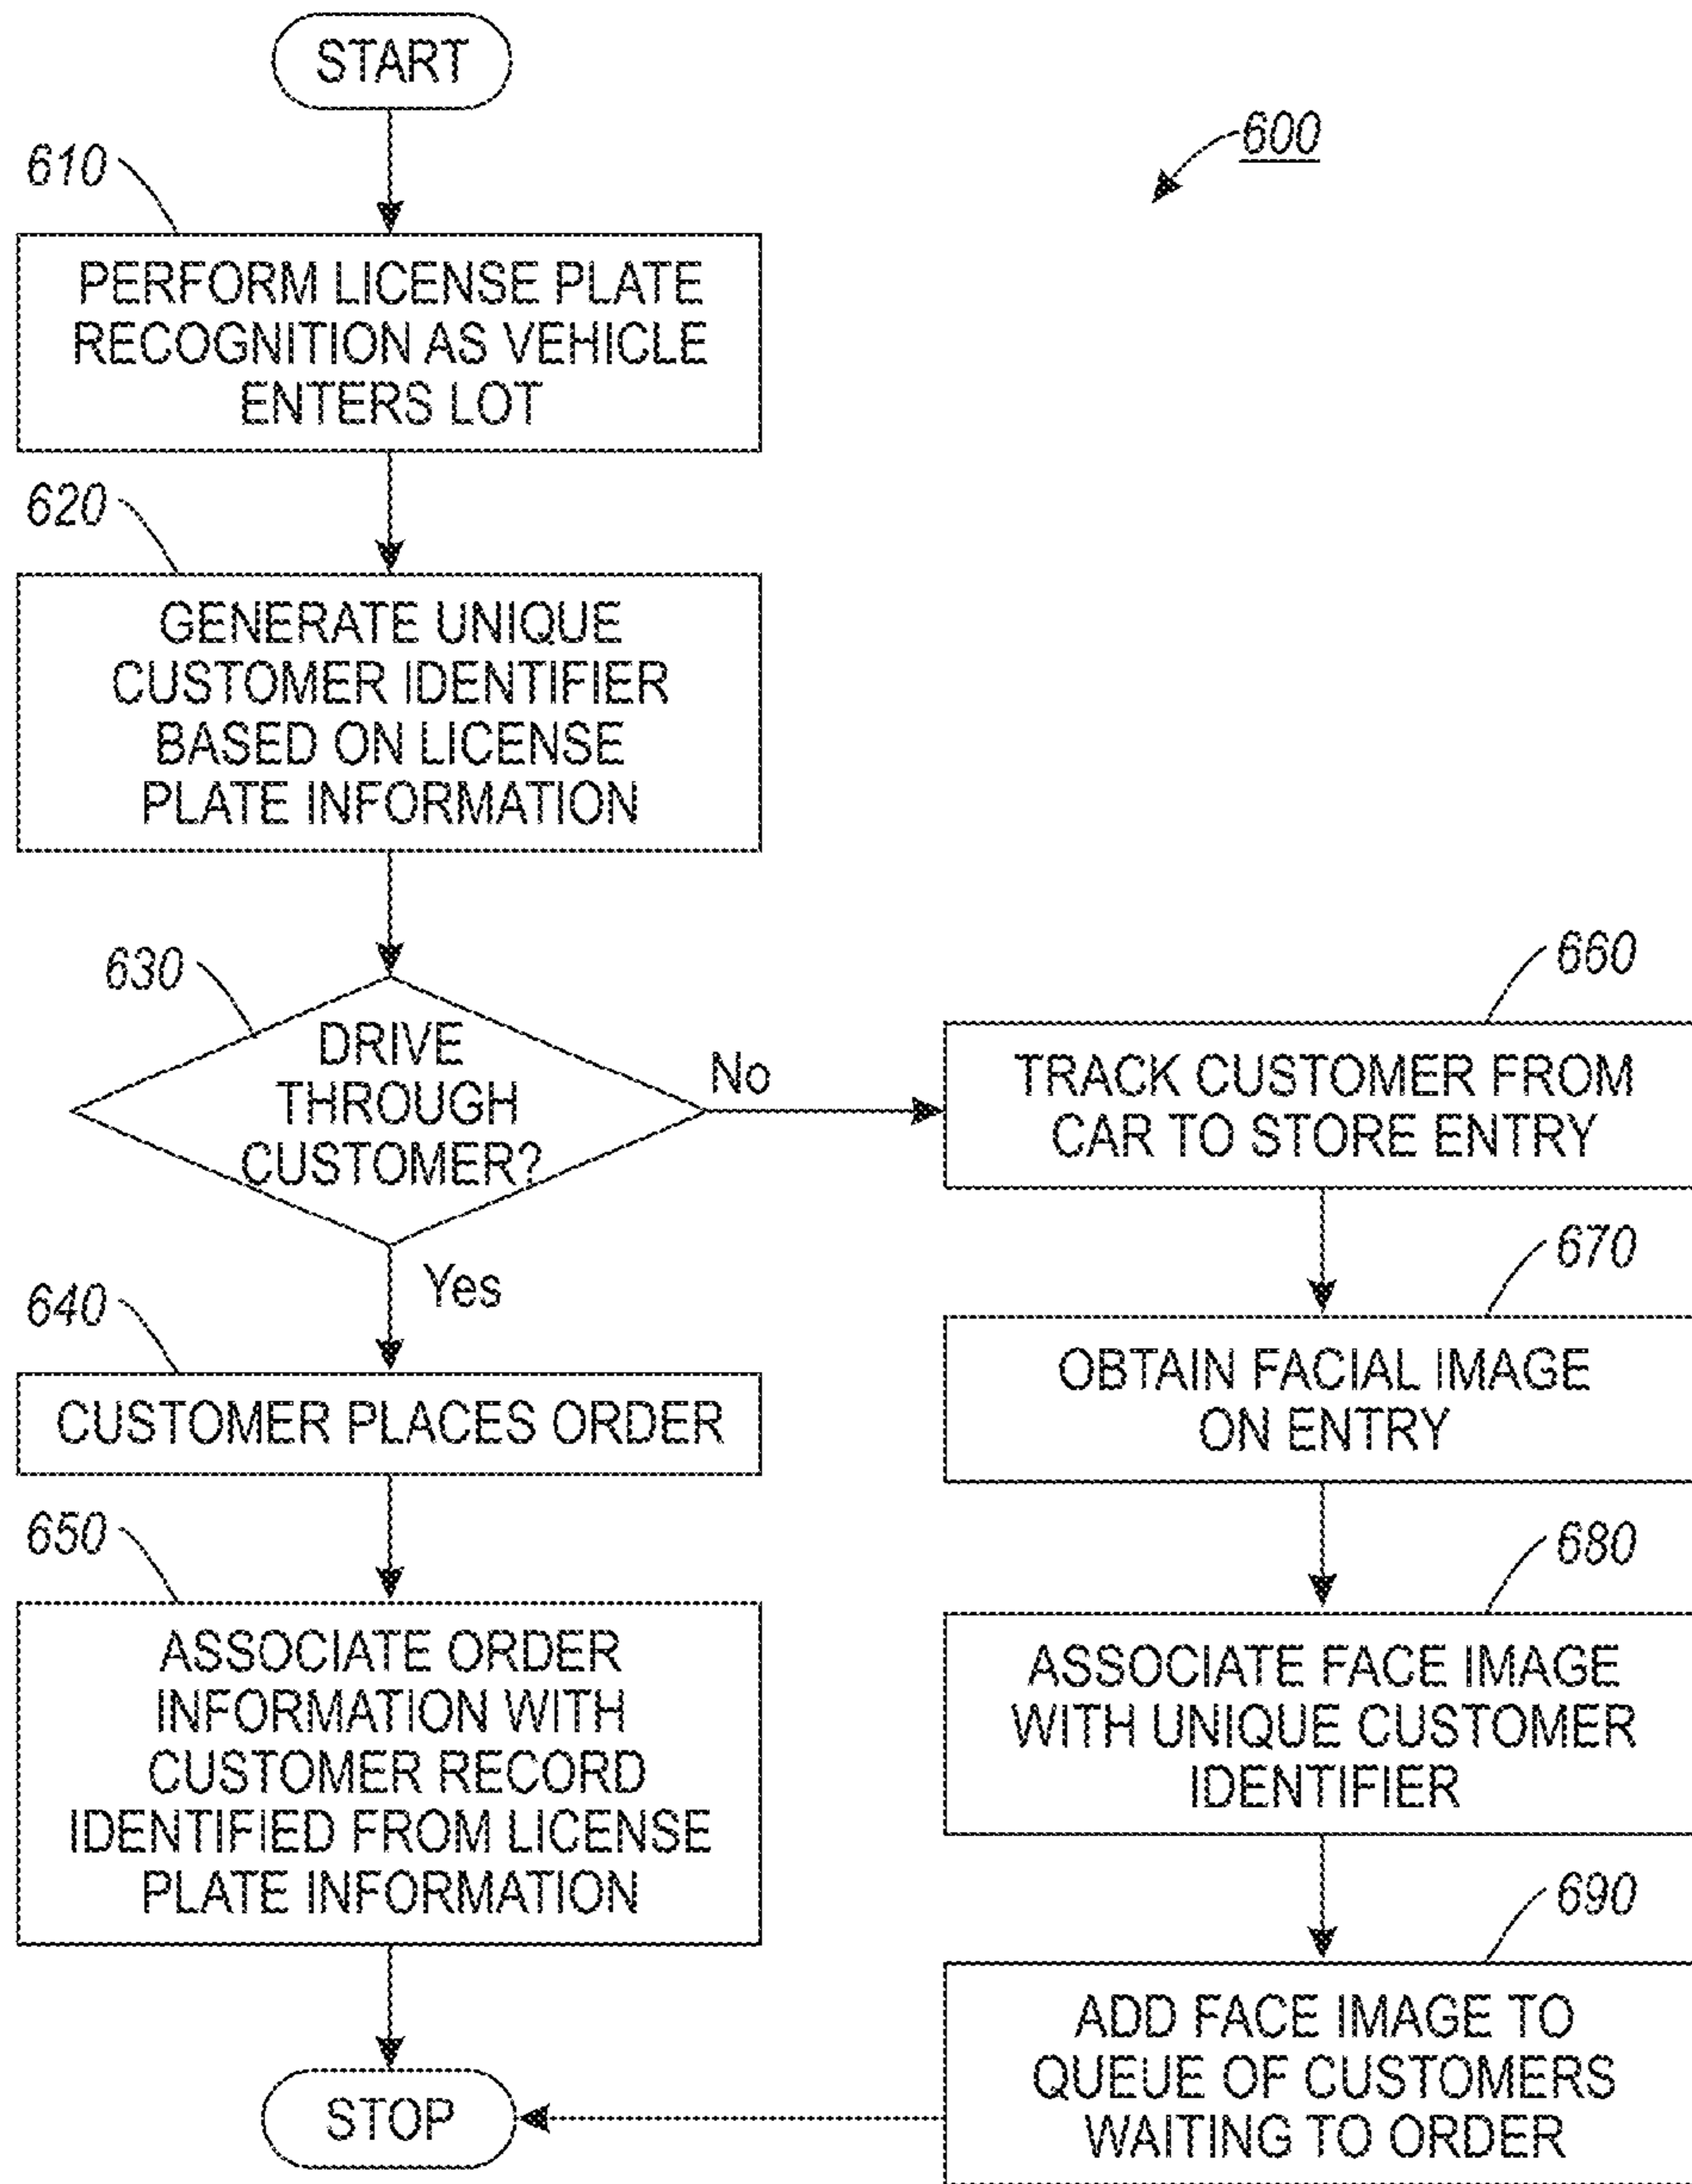 START
600
610
PERFORM LICENSE PLATE
RECOGNITION AS VEHICLE
ENTERS LOT
620
GENERATE UNIQUE
CUSTOMER IDENTIFIER
BASED ON LICENSE
PLATE INFORMATION
630
DRIVE
THROUGH
CUSTOMER?
No
Yes
640
CUSTOMER PLACES ORDER
650
ASSOCIATE ORDER
INFORMATION WITH
CUSTOMER RECORD
IDENTIFIED FROM LICENSE
PLATE INFORMATION
660
TRACK CUSTOMER FROM
CAR TO STORE ENTRY
670
OBTAIN FACIAL IMAGE
ON ENTRY
680
ASSOCIATE FACE IMAGE
WITH UNIQUE CUSTOMER
IDENTIFIER
690
ADD FACE IMAGE TO
QUEUE OF CUSTOMERS
WAITING TO ORDER
STOP